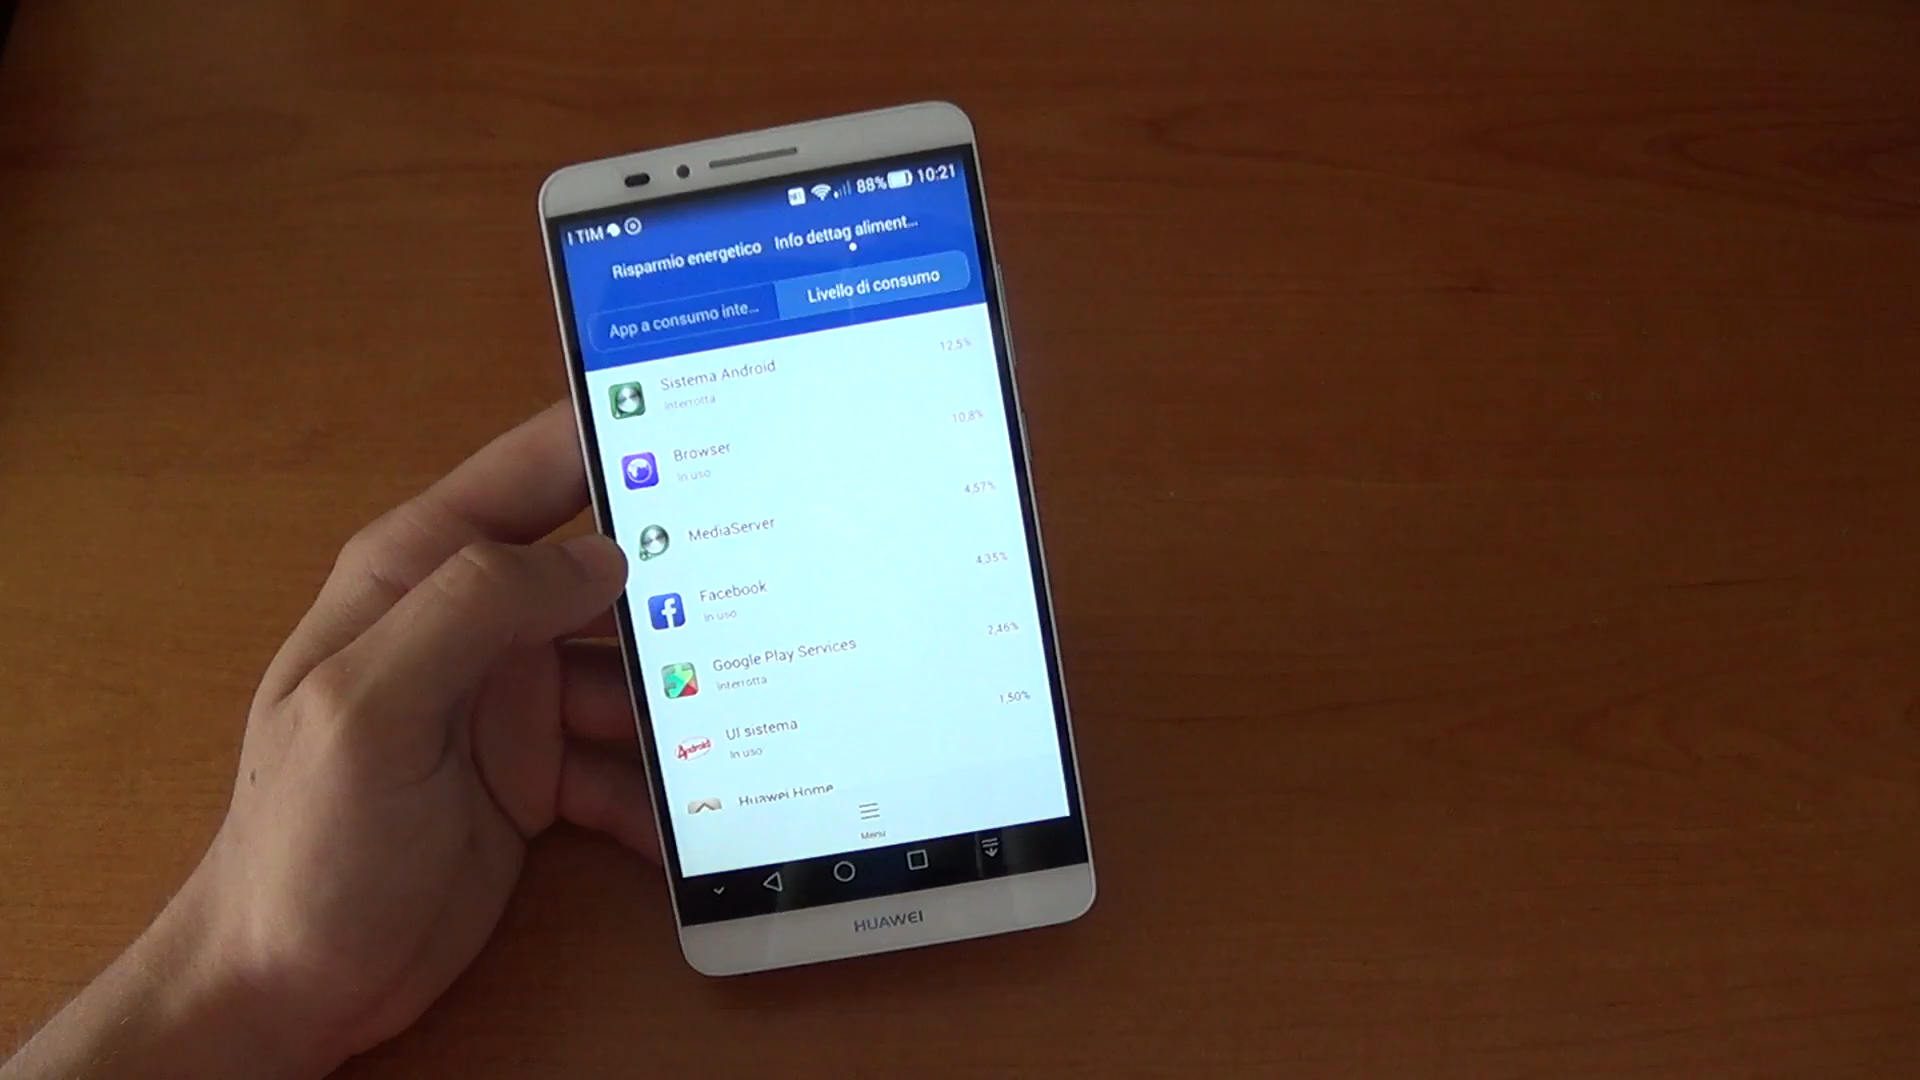 I TIM 88% 10:21
Risparmio energetico Info dettag aliment...
App a consumo inte... Livello di consumo
Sistema Android 12,5%
Interrotta
Browser 10,8%
In uso
MediaServer 4,57%
Facebook 4,35%
In uso
Google Play Services 2,46%
Interrotta
UI sistema 1,50%
In uso
Huawei Home
Menu
HUAWEI